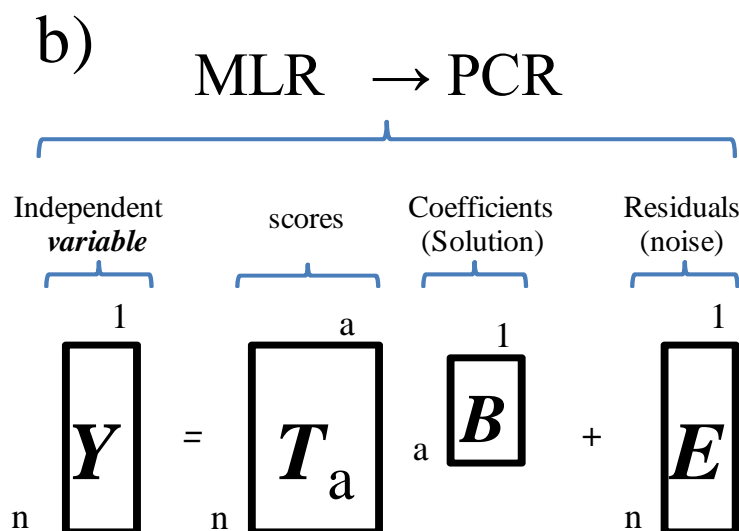 b)
MLR → PCR
Independent variable
scores
Coefficients (Solution)
Residuals (noise)
1
a
1
1
Y = T a B + E
a
n
n
n